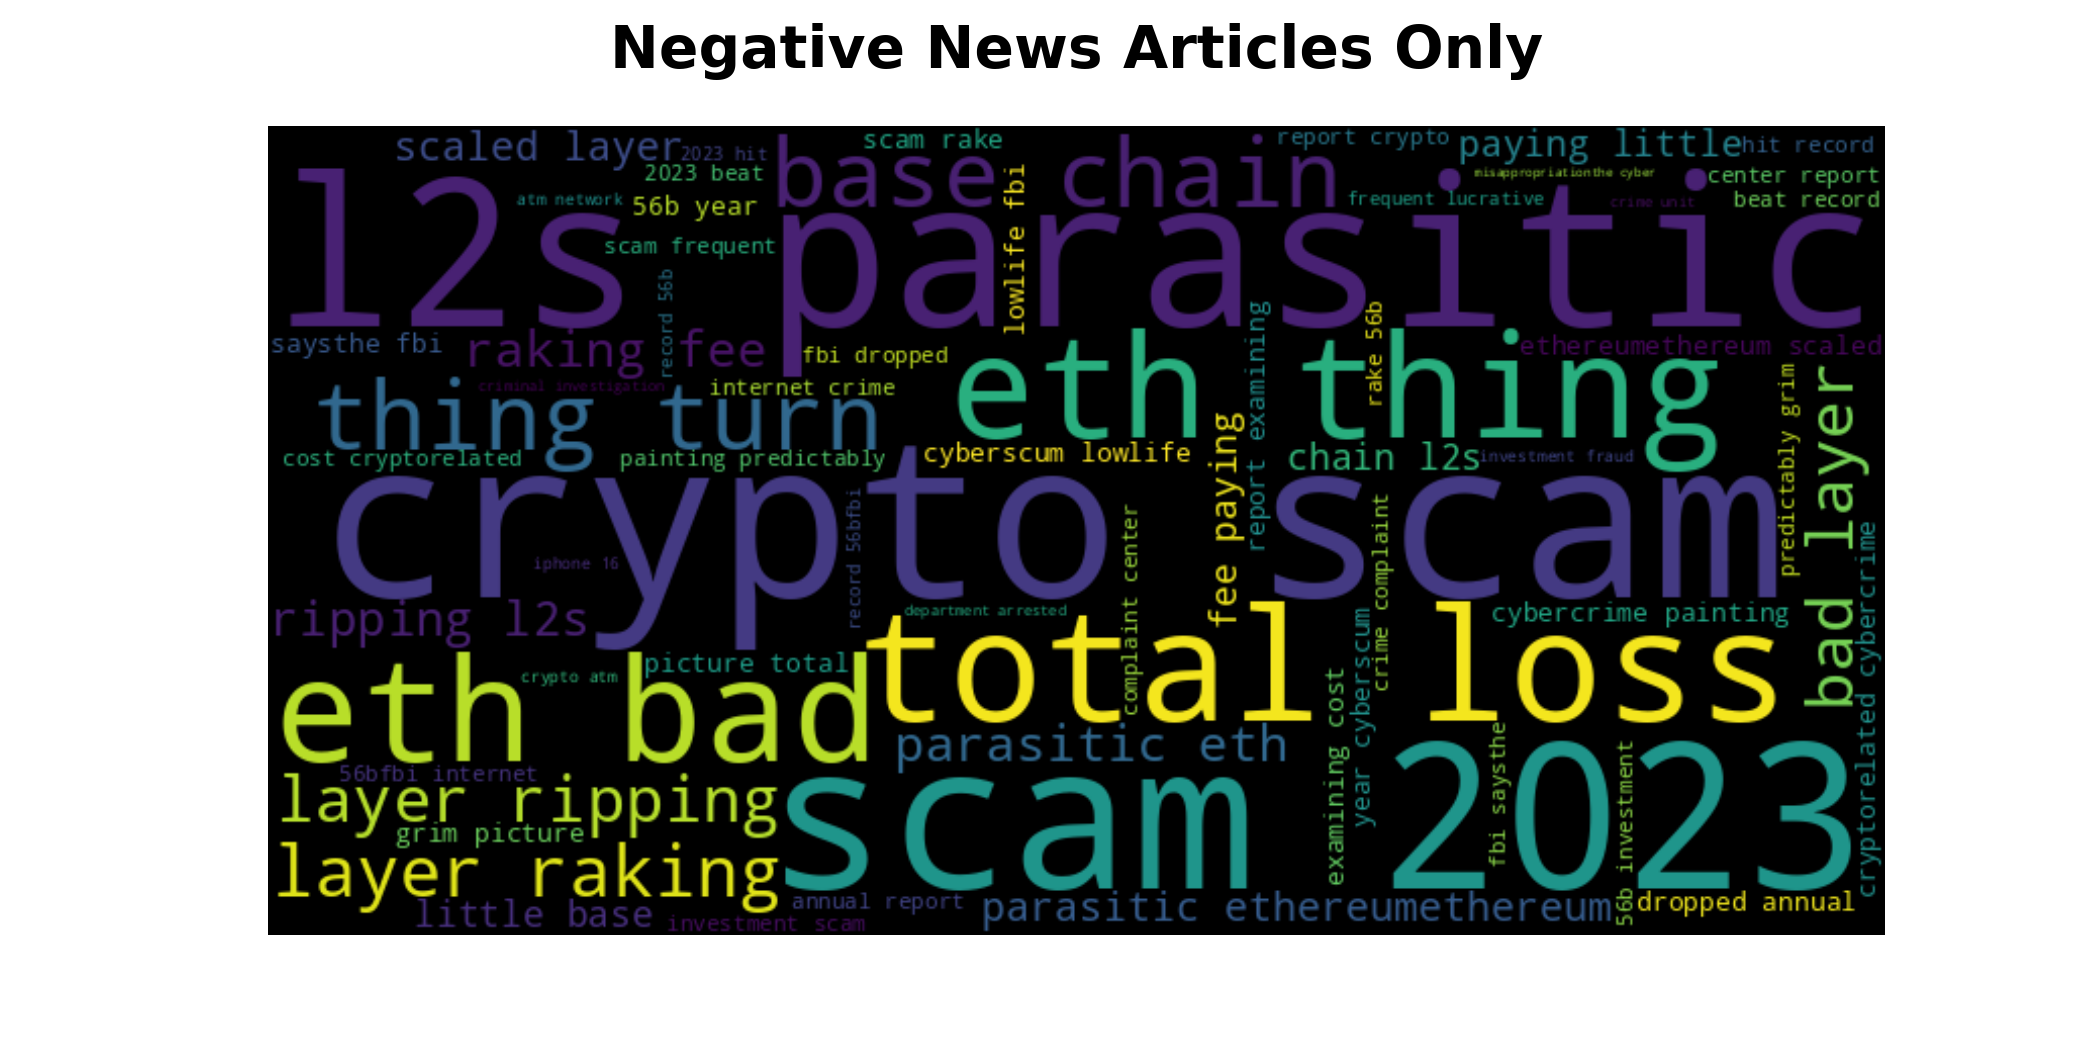 Negative News Articles Only
scaled layer
2023 hit
scam rake
report crypto
paying little
hit record
base chain
2023 beat
misappropriationthe cyber
center report
atm network
56b year
frequent lucrative
crime unit
beat record
l2s parasitic
scam frequent
lowlife fbi
record 56b
saysthe fbi
raking fee
fbi dropped
eth thing
rake 56b
ethereumethereum scaled
report examining
criminal investigation
internet crime
thing turn
predictably grim
bad layer
cost cryptorelated
painting predictably
cyberscum lowlife
fee paying
chain l2s
investment fraud
crypto scam
record 56bfbi
iphone 16
complaint center
crime complaint
cryptorelated cybercrime
ripping l2s
department arrested
cybercrime painting
total loss
picture total
crypto atm
eth bad
year cyberscum
examining cost
parasitic eth
56bfbi internet
scam 2023
fbi saysthe
56b investment
layer ripping
grim picture
layer raking
annual report
parasitic ethereumethereum
dropped annual
little base
investment scam